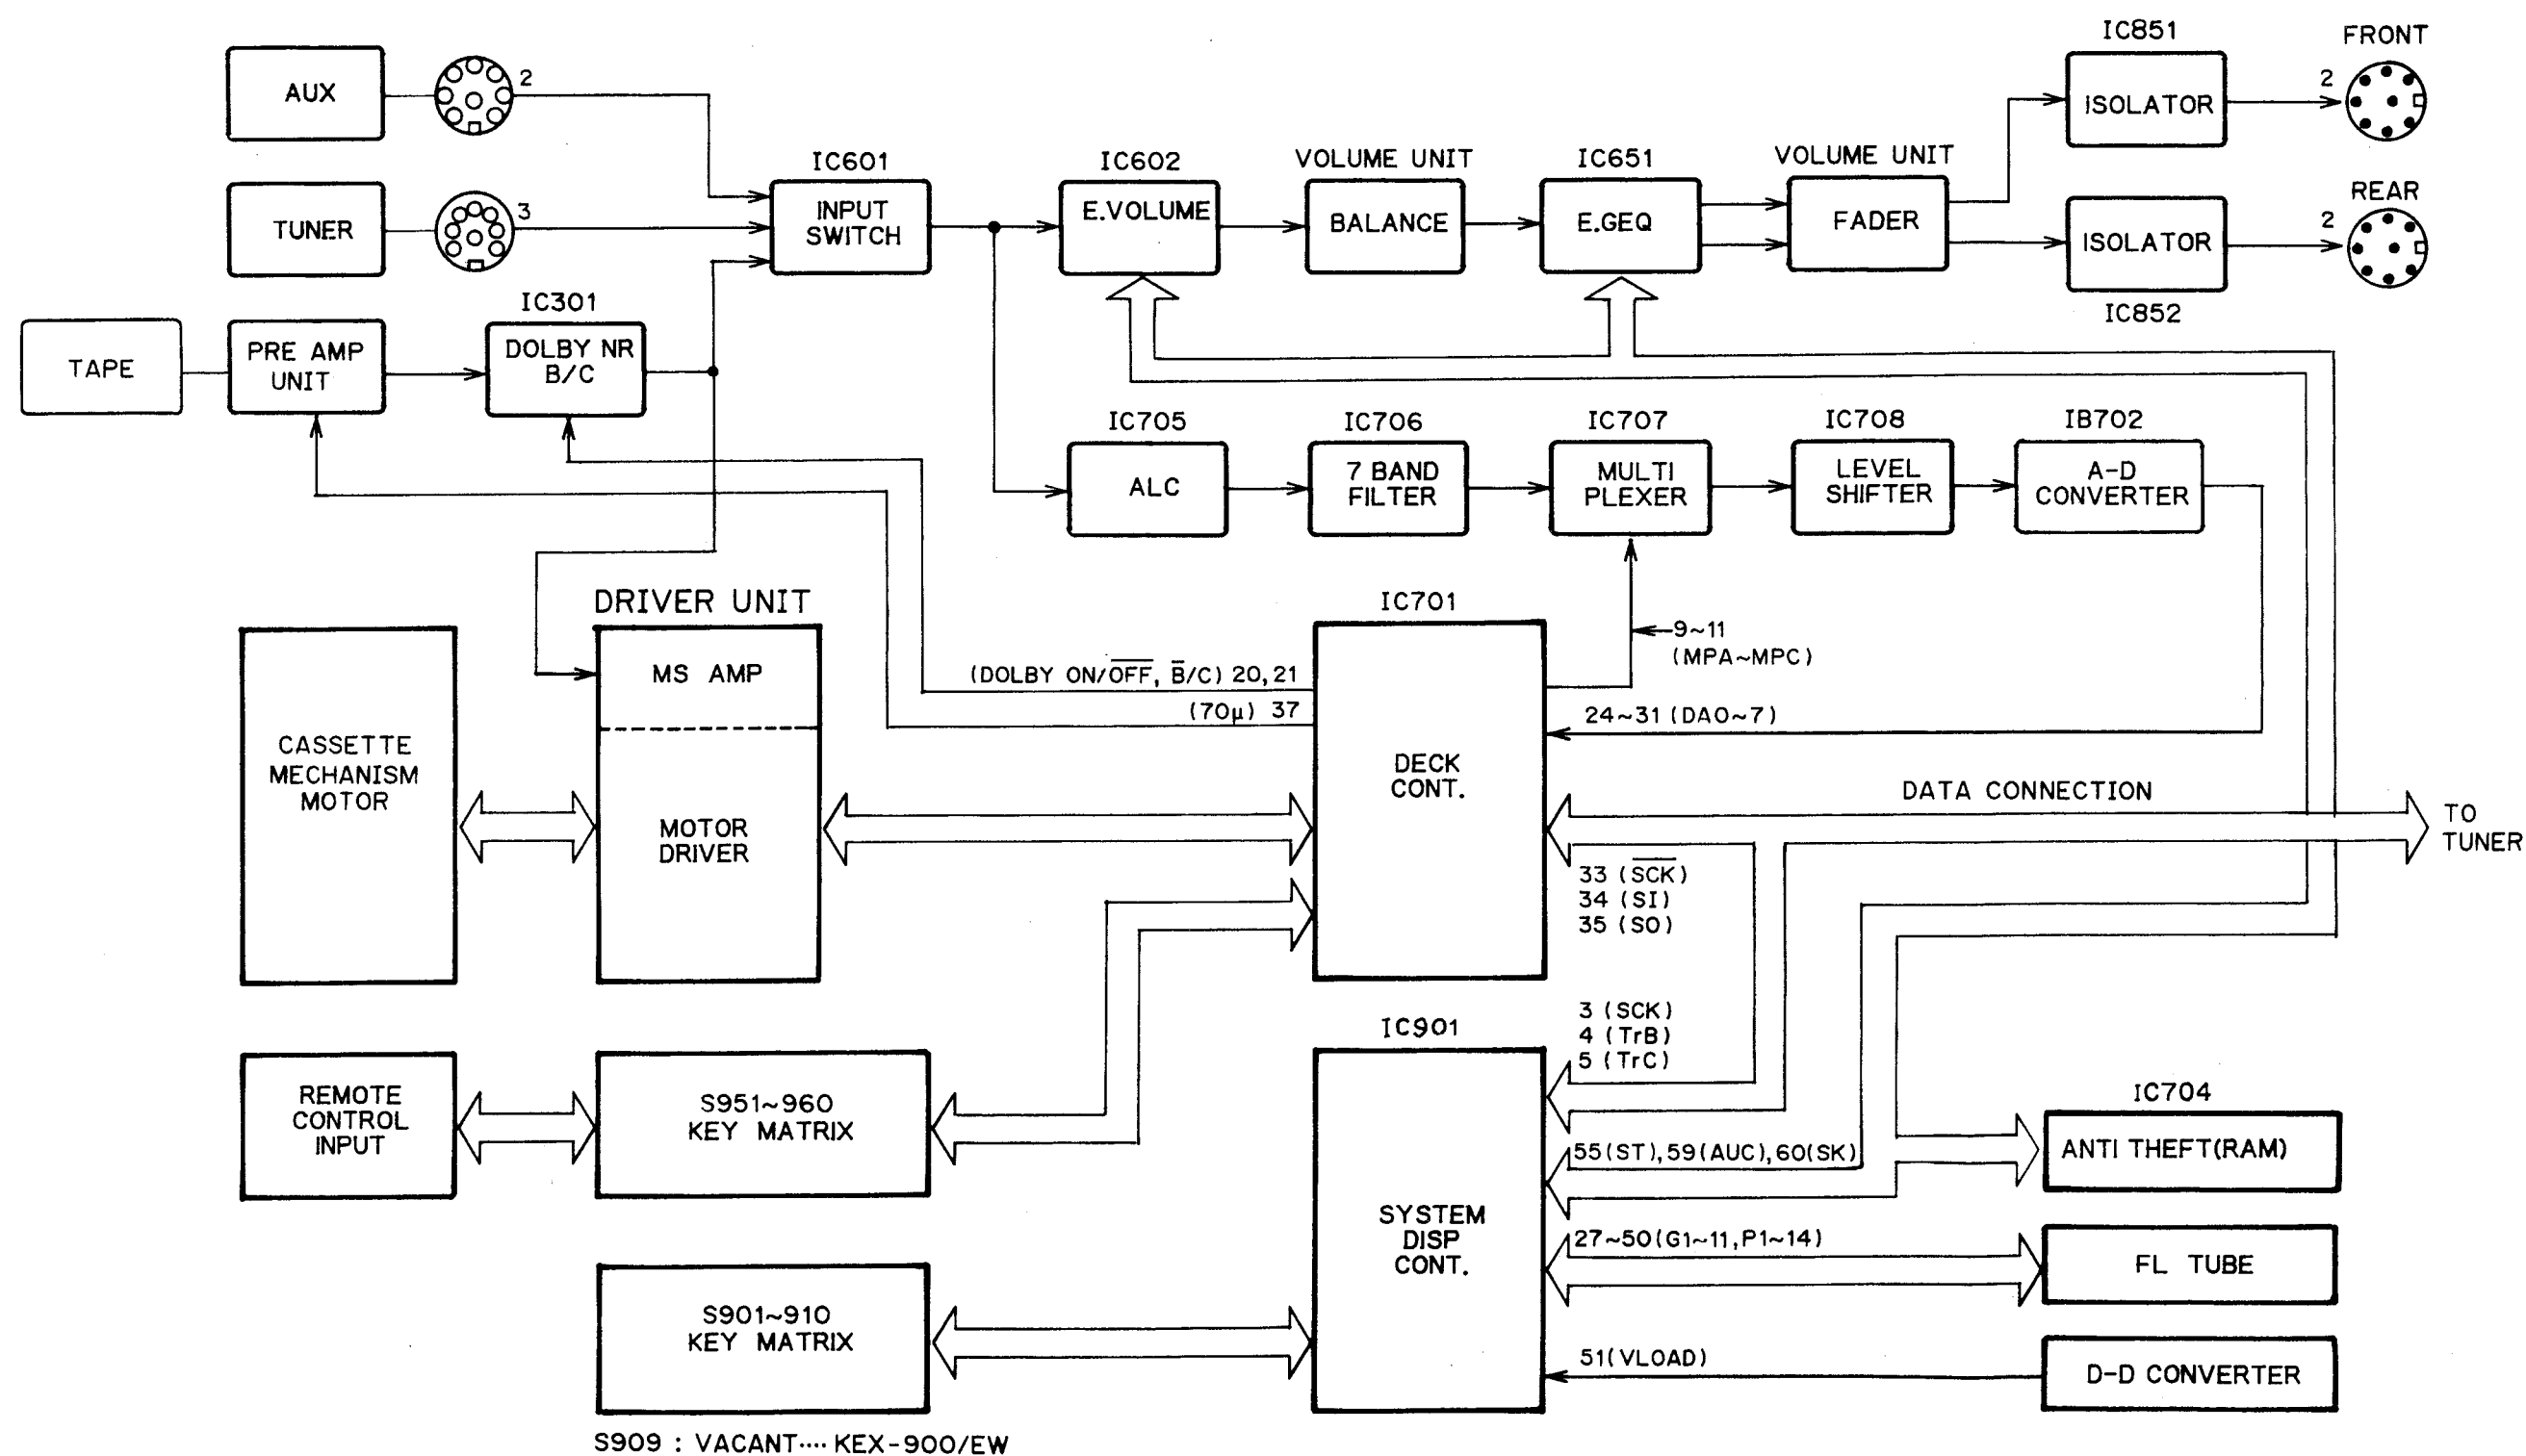 IC851
FRONT
AUX
2
ISOLATOR
2
IC601
IC602
VOLUME UNIT
IC651
VOLUME UNIT
TUNER
3
INPUT
SWITCH
E.VOLUME
BALANCE
E.GEQ
FADER
REAR
ISOLATOR
2
IC852
IC301
TAPE
PRE AMP
UNIT
DOLBY NR
B/C
IC705
IC706
IC707
IC708
IB702
ALC
7 BAND
FILTER
MULTI
PLEXER
LEVEL
SHIFTER
A-D
CONVERTER
DRIVER UNIT
IC701
9~11
(MPA~MPC)
MS AMP
(DOLBY ON/O̅F̅F̅, B̅/C) 20,21
(70μ) 37
24~31 (DA0~7)
CASSETTE
MECHANISM
MOTOR
MOTOR
DRIVER
DECK
CONT.
DATA CONNECTION
TO
TUNER
33 (S̅C̅K̅)
34 (SI)
35 (SO)
3 (SCK)
4 (TrB)
5 (TrC)
IC901
REMOTE
CONTROL
INPUT
S951~960
KEY MATRIX
IC704
ANTI THEFT(RAM)
55(ST),59(AUC),60(SK)
SYSTEM
DISP
CONT.
27~50(G1~11,P1~14)
FL TUBE
S901~910
KEY MATRIX
51(VLOAD)
D-D CONVERTER
S909 : VACANT···· KEX-900/EW